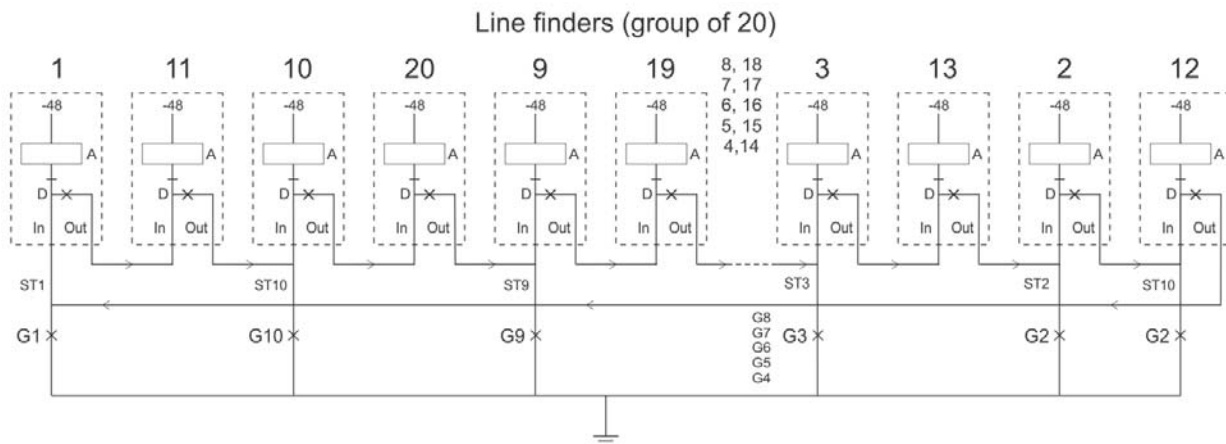 Line finders (group of 20)
1 11 10 20 9 19 8, 18 3 13 2 12
7, 17
6, 16
5, 15
4,14
-48 -48 -48 -48 -48 -48 -48 -48 -48 -48
A A A A A A A A A A
D D D D D D D D D D
In Out In Out In Out In Out In Out In Out In Out In Out In Out In Out
ST1 ST10 ST9 ST3 ST2 ST10
G1 G10 G9 G8 G3 G2 G2
G7
G6
G5
G4